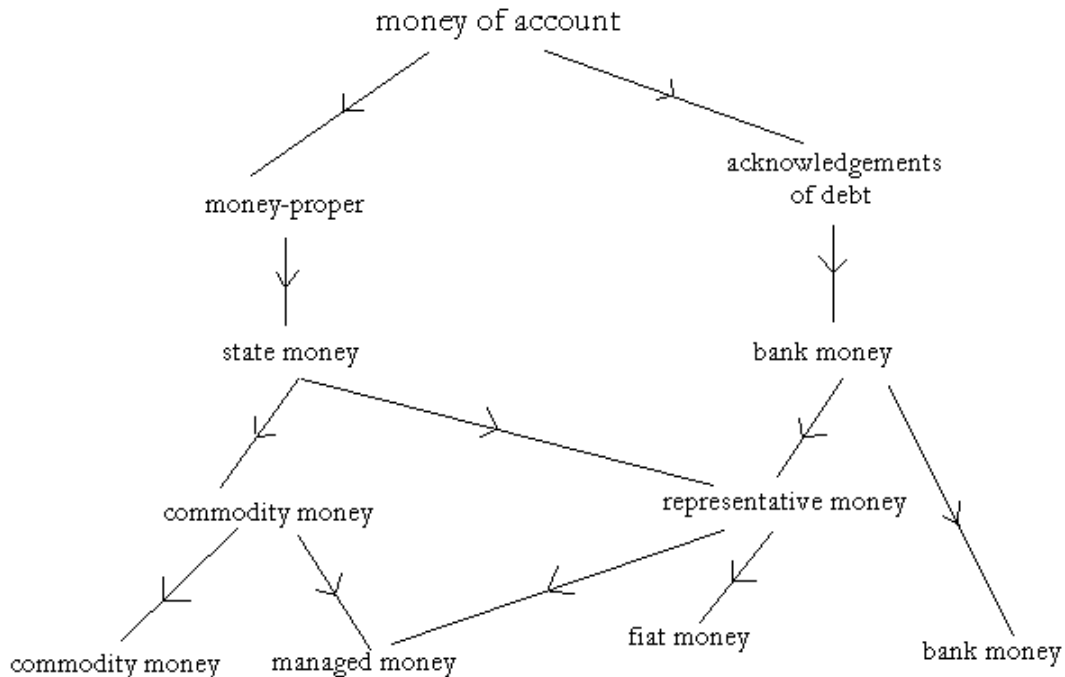 money of account
acknowledgements
of debt
money-proper
state money
bank money
commodity money
representative money
commodity money
managed money
fiat money
bank money